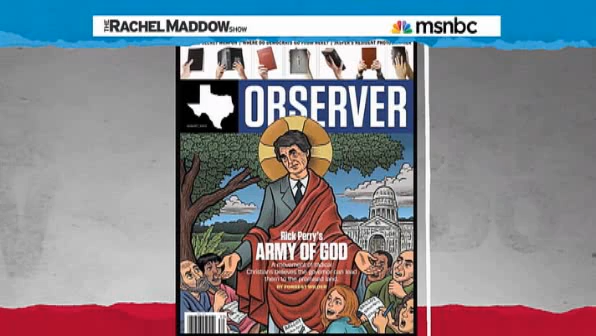 THE RACHEL MADDOW SHOW
msnbc
OBSERVER
Rick Perry's
ARMY OF GOD
A movement of radical
Christians believes the governor can lead
them to the promised land.
BY FORREST WILDER